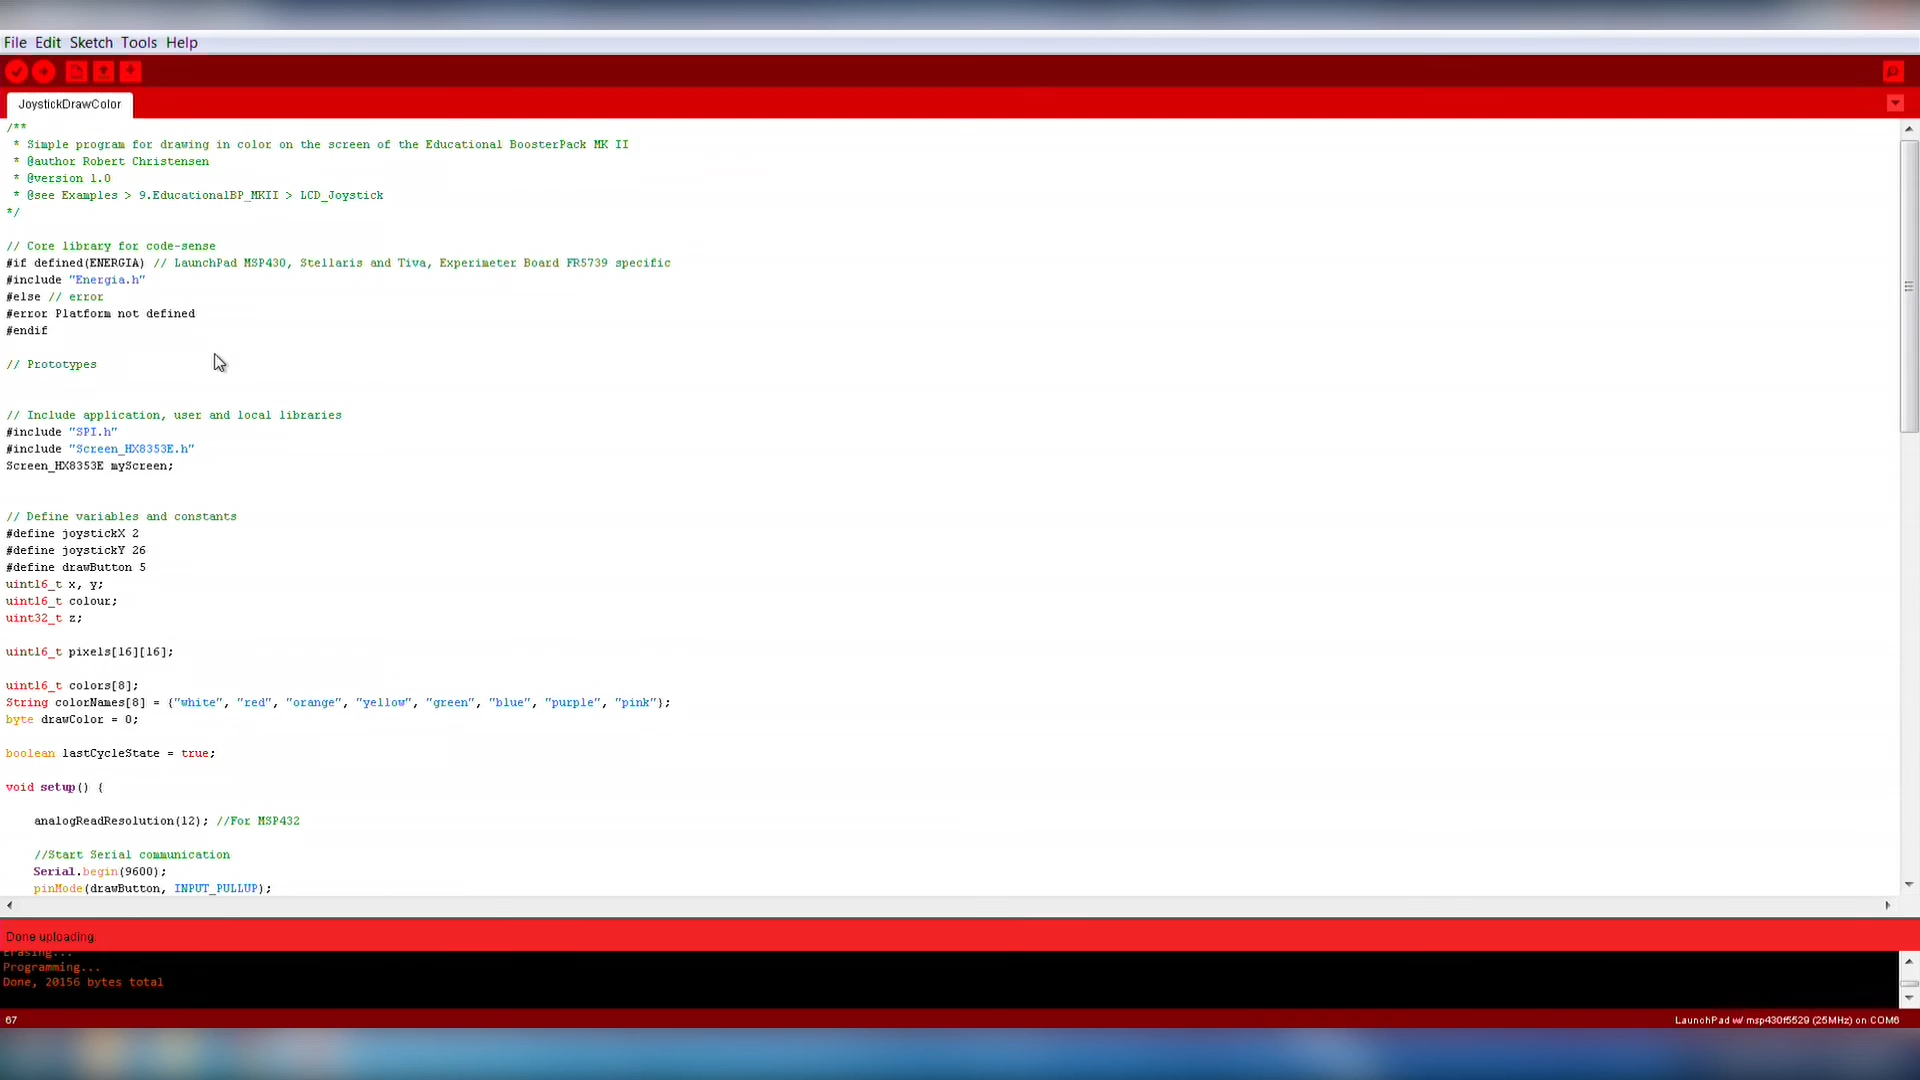 File Edit Sketch Tools Help
JoystickDrawColor
/**
* Simple program for drawing in color on the screen of the Educational BoosterPack MK II
* @author Robert Christensen
* @version 1.0
* @see Examples > 9.EducationalBP_MKII > LCD_Joystick
*/
// Core library for code-sense
#if defined(ENERGIA) // LaunchPad MSP430, Stellaris and Tiva, Experimeter Board FR5739 specific
#include "Energia.h"
#else // error
#error Platform not defined
#endif
// Prototypes
// Include application, user and local libraries
#include "SPI.h"
#include "Screen_HX8353E.h"
Screen_HX8353E myScreen;
// Define variables and constants
#define joystickX 2
#define joystickY 26
#define drawButton 5
uint16_t x, y;
uint16_t colour;
uint32_t z;
uint16_t pixels[16][16];
uint16_t colors[8];
String colorNames[8] = {"white", "red", "orange", "yellow", "green", "blue", "purple", "pink"};
byte drawColor = 0;
boolean lastCycleState = true;
void setup() {
analogReadResolution(12); //For MSP432
//Start Serial communication
Serial.begin(9600);
pinMode(drawButton, INPUT_PULLUP);
Done uploading.
Erasing...
Programming...
Done, 20156 bytes total
67
LaunchPad w/ msp430f5529 (25MHz) on COM6